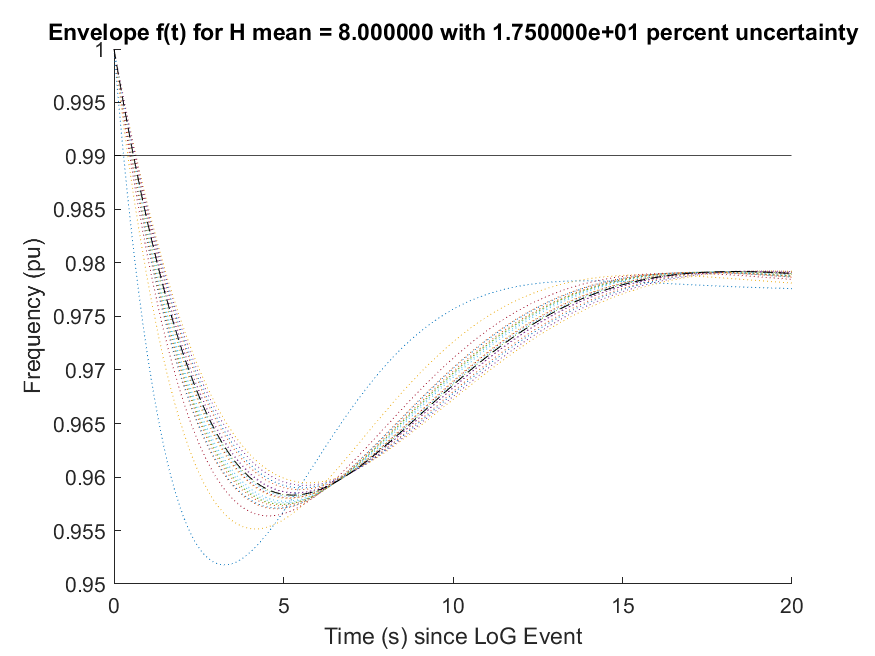 Envelope f(t) for H mean = 8.000000 with 1.750000e+01 percent uncertainty
1
0.995
0.99
0.985
0.98
0.975
0.97
0.965
0.96
0.955
0.95
Frequency (pu)
0 5 10 15 20
Time (s) since LoG Event